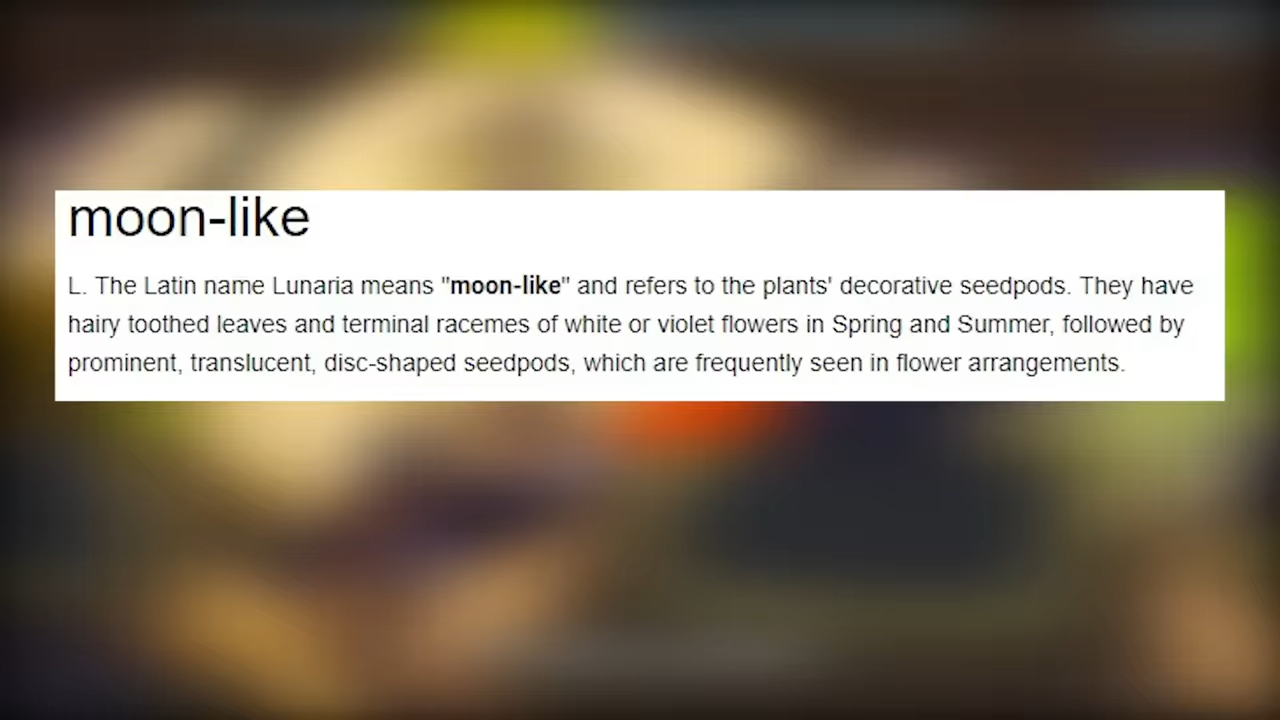 moon-like
L. The Latin name Lunaria means "moon-like" and refers to the plants' decorative seedpods. They have
hairy toothed leaves and terminal racemes of white or violet flowers in Spring and Summer, followed by
prominent, translucent, disc-shaped seedpods, which are frequently seen in flower arrangements.